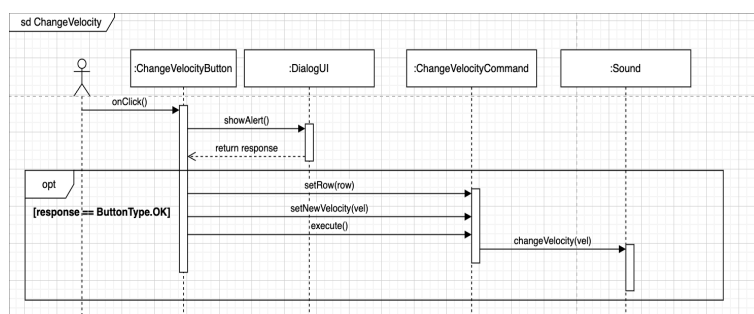 sd ChangeVelocity
:ChangeVelocityButton
:DialogUI
:ChangeVelocityCommand
:Sound
onClick()
showAlert()
return response
opt
[response == ButtonType.OK]
setRow(row)
setNewVelocity(vel)
execute()
changeVelocity(vel)